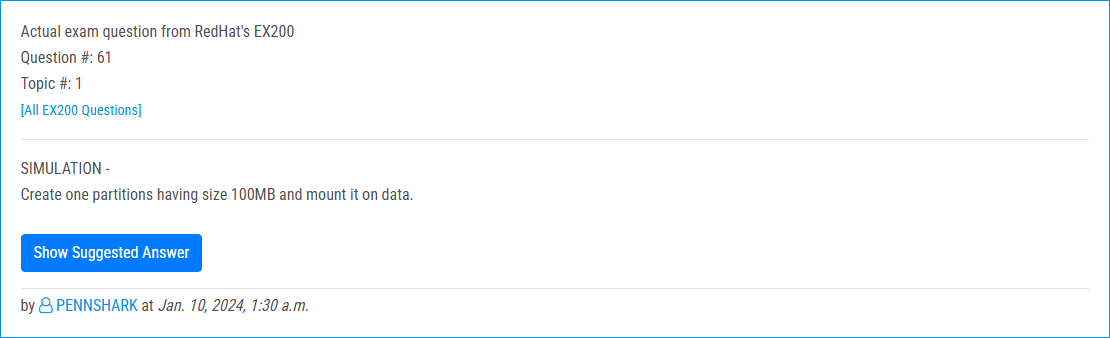 Actual exam question from RedHat's EX200
Question #: 61
Topic #: 1
[All EX200 Questions]
SIMULATION -
Create one partitions having size 100MB and mount it on data.
Show Suggested Answer
by PENNSHARK at Jan. 10, 2024, 1:30 a.m.